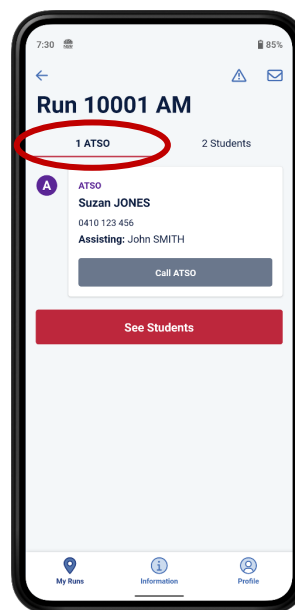 7:30
85%
Run 10001 AM
1 ATSO
2 Students
A
ATSO
Suzan JONES
0410 123 456
Assisting: John SMITH
Call ATSO
See Students
My Runs
Information
Profile